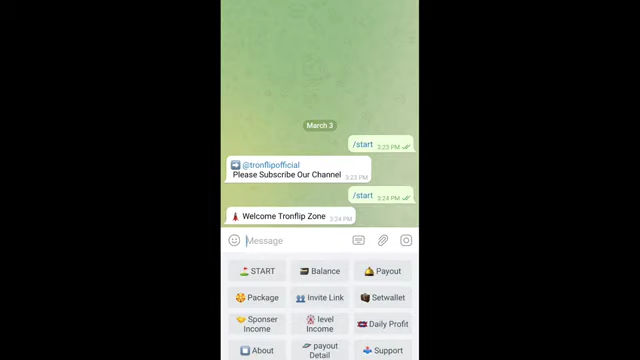 March 3
/start 3:23 PM
@tronflipofficial
Please Subscribe Our Channel 3:23 PM
/start 3:24 PM
Welcome Tronflip Zone 3:24 PM
Message
START Balance Payout
Package Invite Link Setwallet
Sponser Income level Income Daily Profit
About payout Detail Support